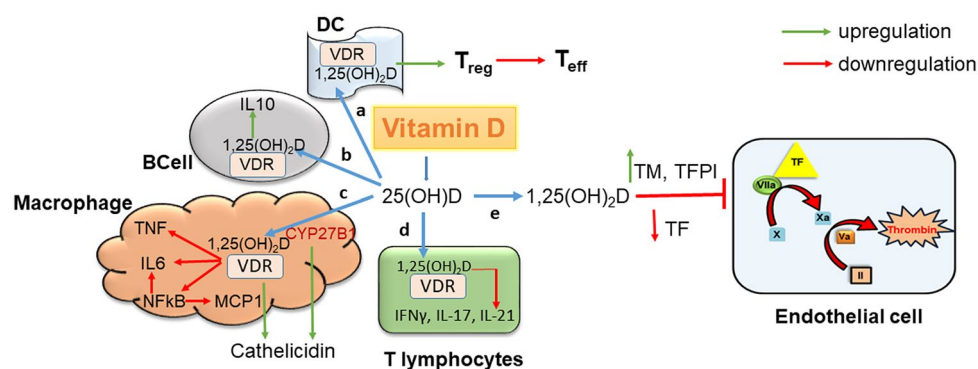 DC
VDR
1,25(OH)₂D
T_reg
T_eff
upregulation
downregulation
IL10
1,25(OH)₂D
VDR
BCell
a
b
c
d
e
Vitamin D
25(OH)D
1,25(OH)₂D
TM, TFPI
TF
Macrophage
TNF
IL6
NFkB
MCP1
1,25(OH)₂D
VDR
CYP27B1
Cathelicidin
1,25(OH)₂D
VDR
IFNγ, IL-17, IL-21
T lymphocytes
TF
VIIa
X
Xa
Va
II
Thrombin
Endothelial cell